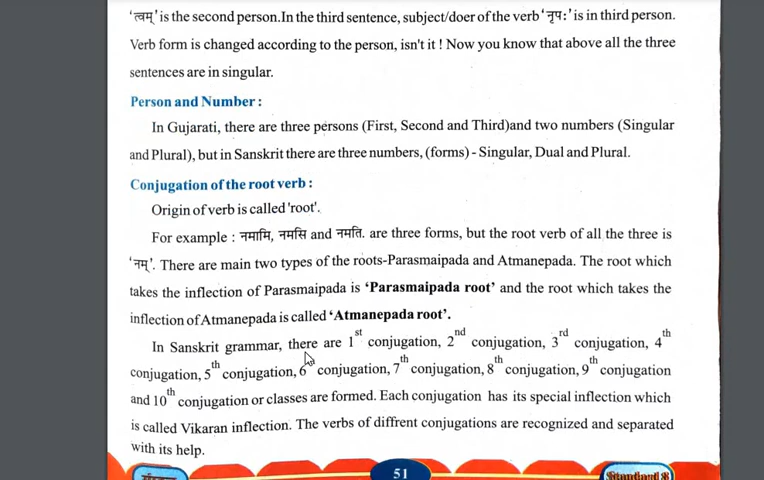 'त्वम्' is the second person.In the third sentence, subject/doer of the verb 'नृपः' is in third person.
Verb form is changed according to the person, isn't it ! Now you know that above all the three
sentences are in singular.
Person and Number :
In Gujarati, there are three persons (First, Second and Third)and two numbers (Singular
and Plural), but in Sanskrit there are three numbers, (forms) - Singular, Dual and Plural.
Conjugation of the root verb :
Origin of verb is called 'root'.
For example : नमामि, नमसि and नमति. are three forms, but the root verb of all the three is
'नम्'. There are main two types of the roots-Parasmaipada and Atmanepada. The root which
takes the inflection of Parasmaipada is 'Parasmaipada root' and the root which takes the
inflection of Atmanepada is called 'Atmanepada root'.
In Sanskrit grammar, there are 1st conjugation, 2nd conjugation, 3rd conjugation, 4th
conjugation, 5th conjugation, 6th conjugation, 7th conjugation, 8th conjugation, 9th conjugation
and 10th conjugation or classes are formed. Each conjugation has its special inflection which
is called Vikaran inflection. The verbs of diffrent conjugations are recognized and separated
with its help.
51
Standard 8